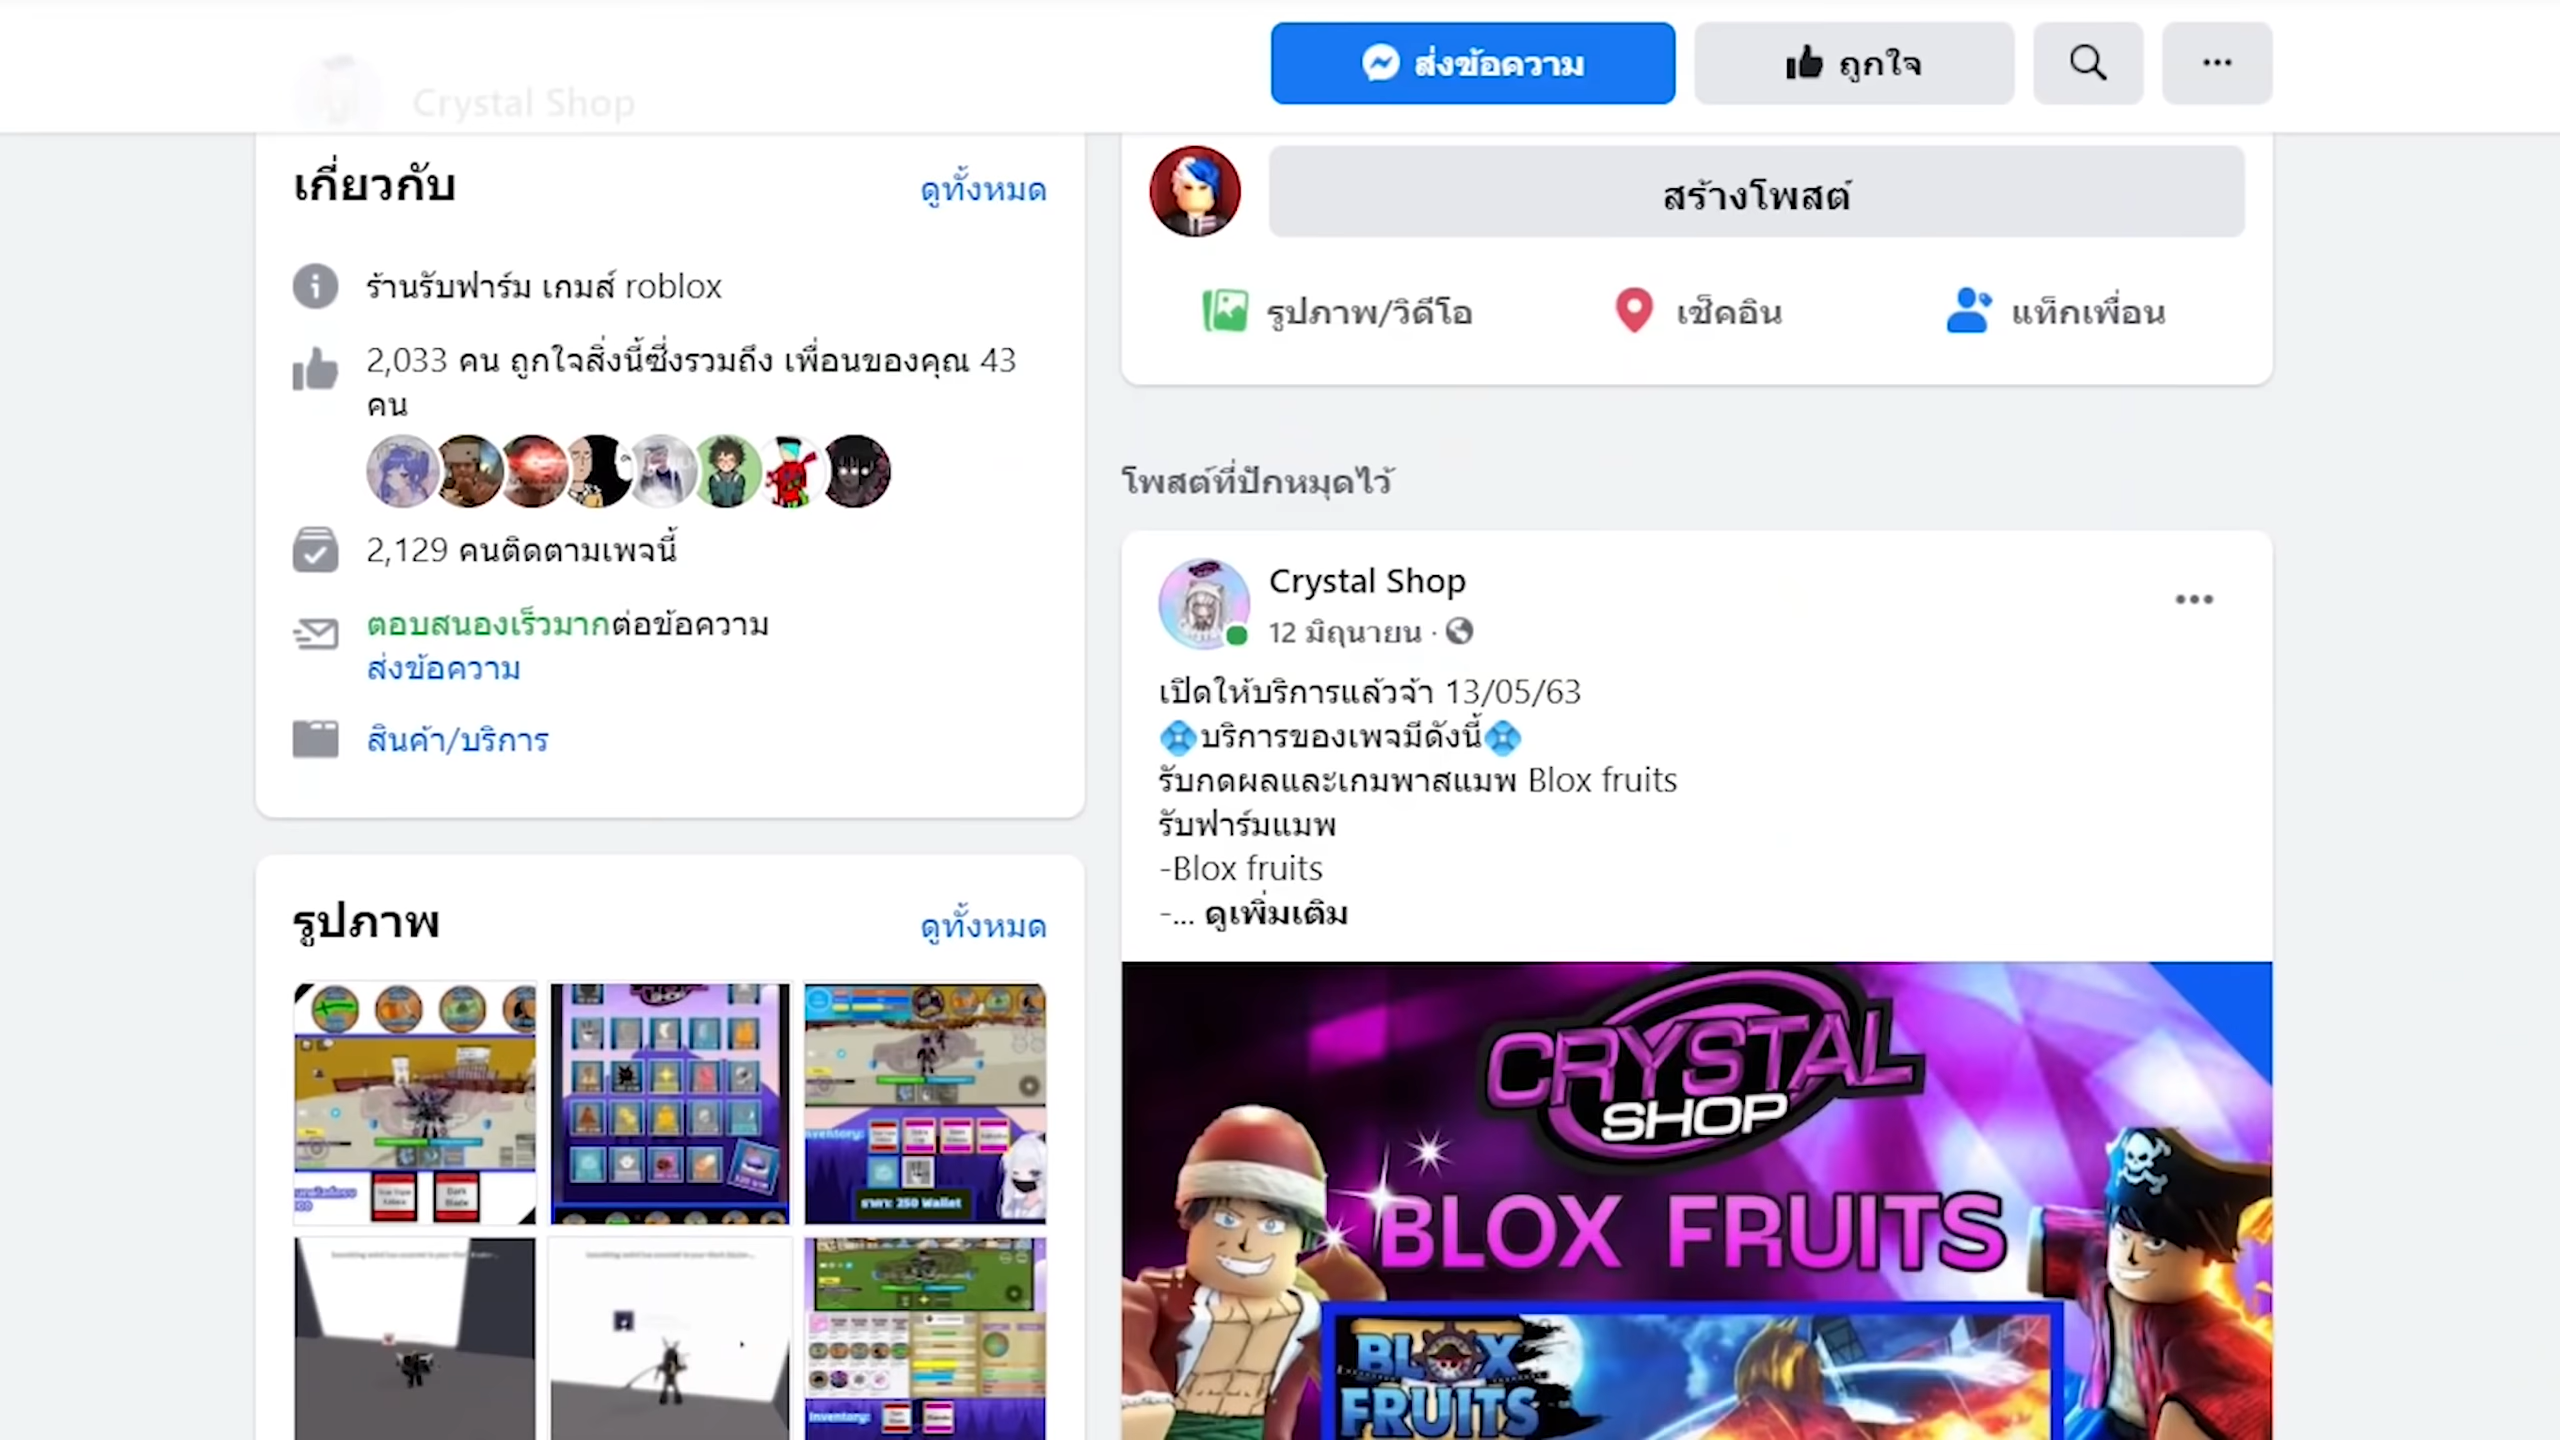 Crystal Shop
ส่งข้อความ
ถูกใจ
เกี่ยวกับ
ดูทั้งหมด
ร้านรับฟาร์ม เกมส์ roblox
2,033 คน ถูกใจสิ่งนี้ซึ่งรวมถึง เพื่อนของคุณ 43
คน
2,129 คนติดตามเพจนี้
ตอบสนองเร็วมากต่อข้อความ
ส่งข้อความ
สินค้า/บริการ
รูปภาพ
ดูทั้งหมด
Inventory:
ราคา: 250 Wallet
Dark
Blade
Inventory:
สร้างโพสต์
รูปภาพ/วิดีโอ
เช็คอิน
แท็กเพื่อน
โพสต์ที่ปักหมุดไว้
Crystal Shop
12 มิถุนายน ·
เปิดให้บริการแล้วจ้า 13/05/63
บริการของเพจมีดังนี้
รับกดผลและเกมพาสแมพ Blox fruits
รับฟาร์มแมพ
-Blox fruits
-... ดูเพิ่มเติม
CRYSTAL
SHOP
BLOX FRUITS
BLOX
FRUITS